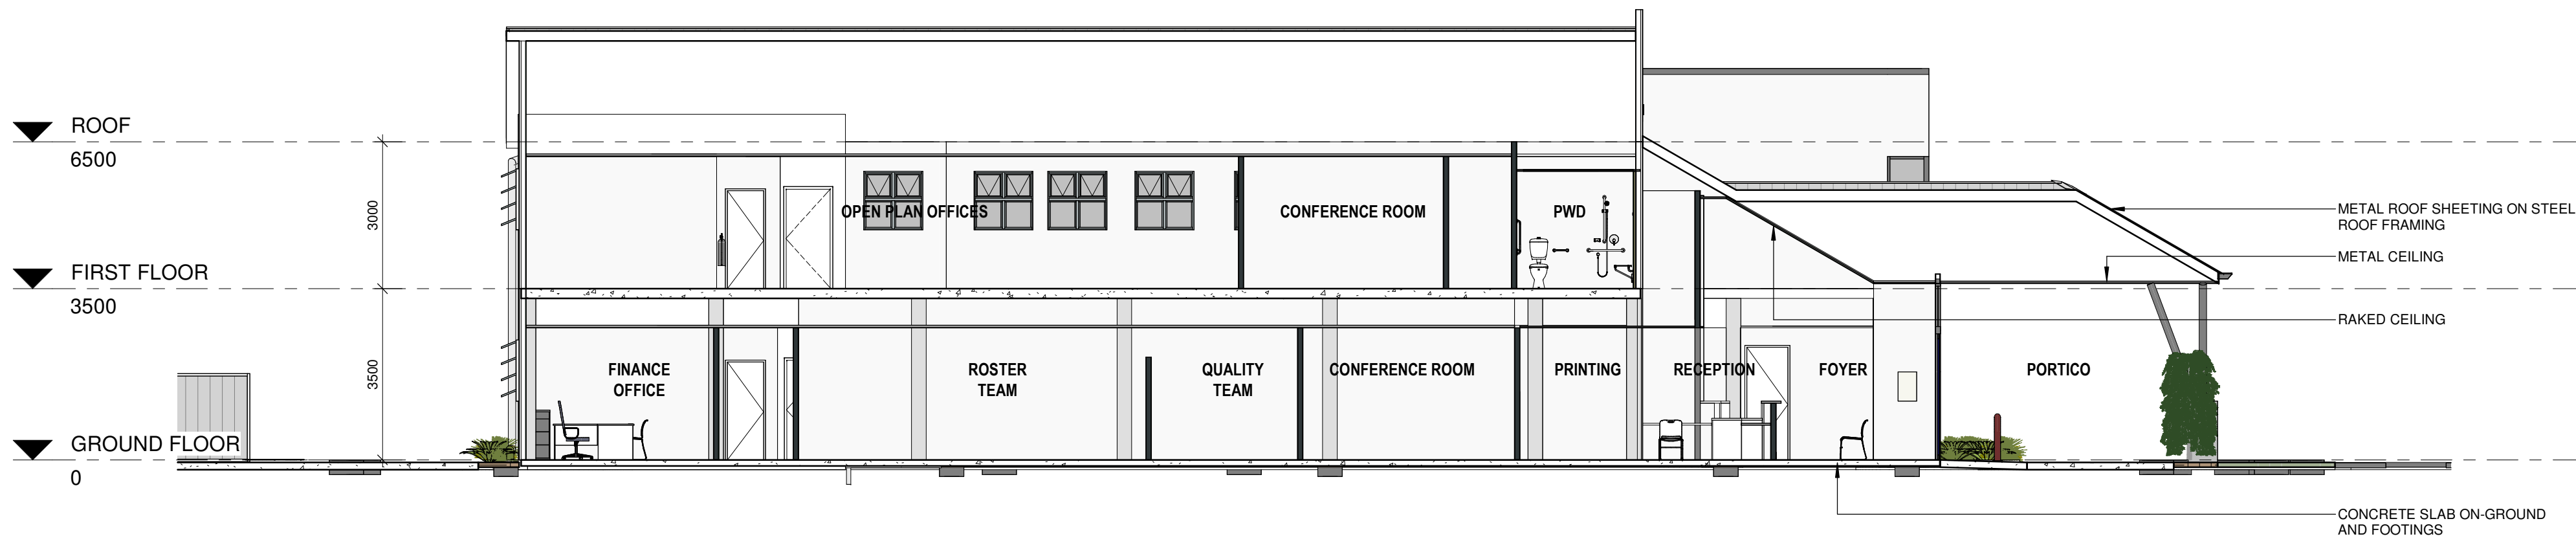 ROOF
6500
3000
FIRST FLOOR
3500
3500
GROUND FLOOR
0
OPEN PLAN OFFICES
CONFERENCE ROOM
PWD
FINANCE
OFFICE
ROSTER
TEAM
QUALITY
TEAM
CONFERENCE ROOM
PRINTING
RECEPTION
FOYER
PORTICO
METAL ROOF SHEETING ON STEEL
ROOF FRAMING
METAL CEILING
RAKED CEILING
CONCRETE SLAB ON-GROUND
AND FOOTINGS